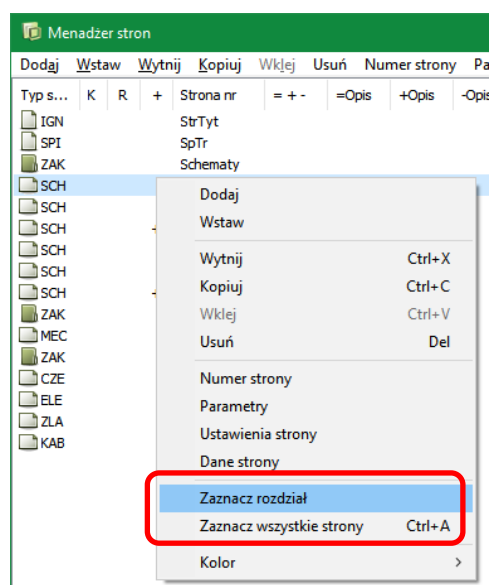 Menadżer stron
Dodaj Wstaw Wytnij Kopiuj Wklej Usuń Numer strony Pa
Typ s... K R + Strona nr = + - =Opis +Opis -Opis
IGN StrTyt
SPI SpTr
ZAK Schematy
SCH
SCH
SCH
SCH
SCH
SCH
ZAK
MEC
ZAK
CZE
ELE
ZLA
KAB
Dodaj
Wstaw
Wytnij Ctrl+X
Kopiuj Ctrl+C
Wklej Ctrl+V
Usuń Del
Numer strony
Parametry
Ustawienia strony
Dane strony
Zaznacz rozdział
Zaznacz wszystkie strony Ctrl+A
Kolor >